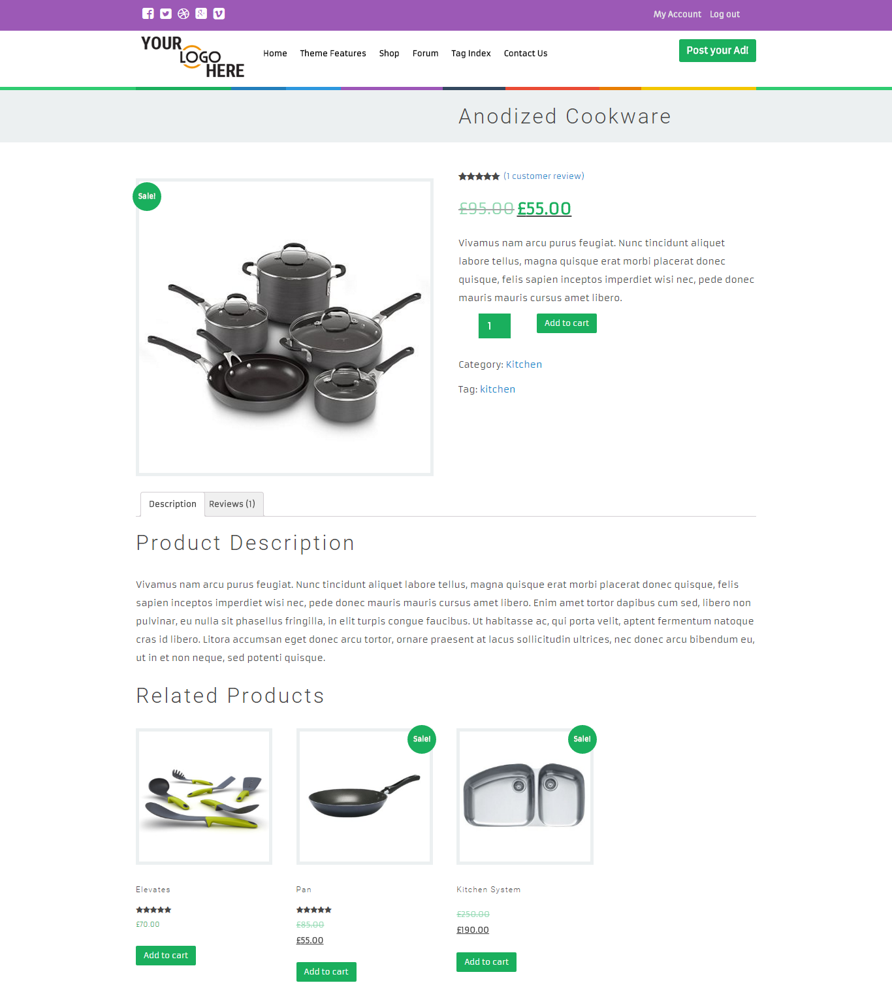 My Account Log out
YOUR LOGO HERE
Home Theme Features Shop Forum Tag Index Contact Us
Post your Ad!
Anodized Cookware
Sale!
(1 customer review)
£95.00 £55.00
Vivamus nam arcu purus feugiat. Nunc tincidunt aliquet
labore tellus, magna quisque erat morbi placerat donec
quisque, felis sapien inceptos imperdiet wisi nec, pede donec
mauris mauris cursus amet libero.
1 Add to cart
Category: Kitchen
Tag: kitchen
Description Reviews (1)
Product Description
Vivamus nam arcu purus feugiat. Nunc tincidunt aliquet labore tellus, magna quisque erat morbi placerat donec quisque, felis
sapien inceptos imperdiet wisi nec, pede donec mauris mauris cursus amet libero. Enim amet tortor dapibus cum sed, libero non
pulvinar, eu nulla sit phasellus fringilla, in elit turpis congue faucibus. Ut habitasse ac, qui porta velit, aptent fermentum natoque
cras id libero. Litora accumsan eget donec arcu tortor, ornare praesent at lacus sollicitudin ultrices, nec donec arcu bibendum eu,
ut in et non neque, sed potenti quisque.
Related Products
Elevates
£70.00
Add to cart
Sale!
Pan
£85.00
£55.00
Add to cart
Sale!
Kitchen System
£250.00
£190.00
Add to cart